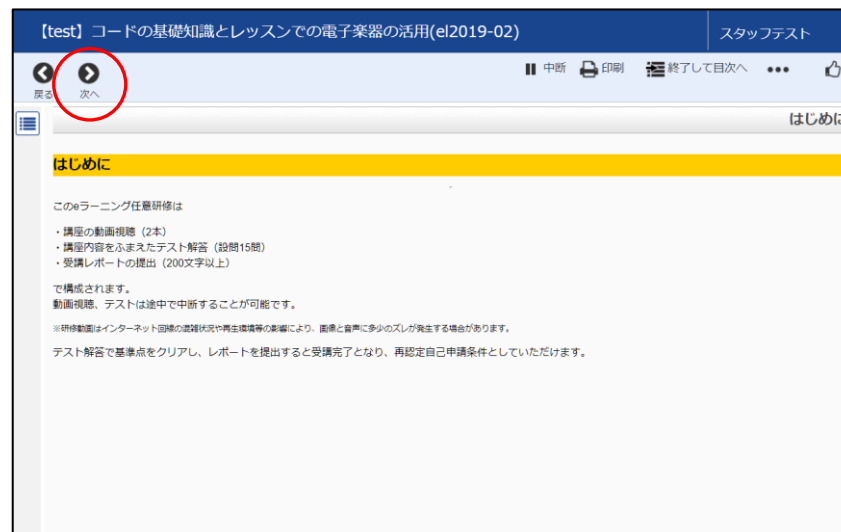 【test】コードの基礎知識とレッスンでの電子楽器の活用(el2019-02)
スタッフテスト
戻る
次へ
中断
印刷
終了して目次へ
はじめに
はじめに
このeラーニング任意研修は
・講座の動画視聴（2本）
・講座内容をふまえたテスト解答（設問15問）
・受講レポートの提出（200文字以上）
で構成されます。
動画視聴、テストは途中で中断することが可能です。
※研修動画はインターネット回線の混雑状況や再生環境等の影響により、画像と音声に多少のズレが発生する場合があります。
テスト解答で基準点をクリアし、レポートを提出すると受講完了となり、再認定自己申請条件としていただけます。